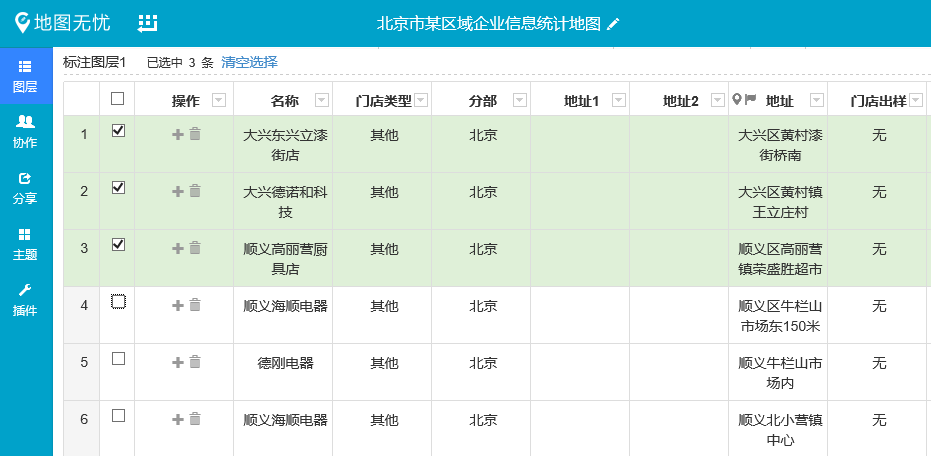 地图无忧
北京市某区域企业信息统计地图
图层
协作
分享
主题
插件
标注图层1 已选中 3 条 清空选择
操作 名称 门店类型 分部 地址1 地址2 地址 门店出样
1 大兴东兴立漆 其他 北京 大兴区黄村漆 无
街店 街桥南
2 大兴德诺和科 其他 北京 大兴区黄村镇 无
技 王立庄村
3 顺义高丽营厨 其他 北京 顺义区高丽营 无
具店 镇荣盛胜超市
4 顺义海顺电器 其他 北京 顺义区牛栏山 无
市场东150米
5 德刚电器 其他 北京 顺义牛栏山市 无
场内
6 顺义海顺电器 其他 北京 顺义北小营镇 无
中心